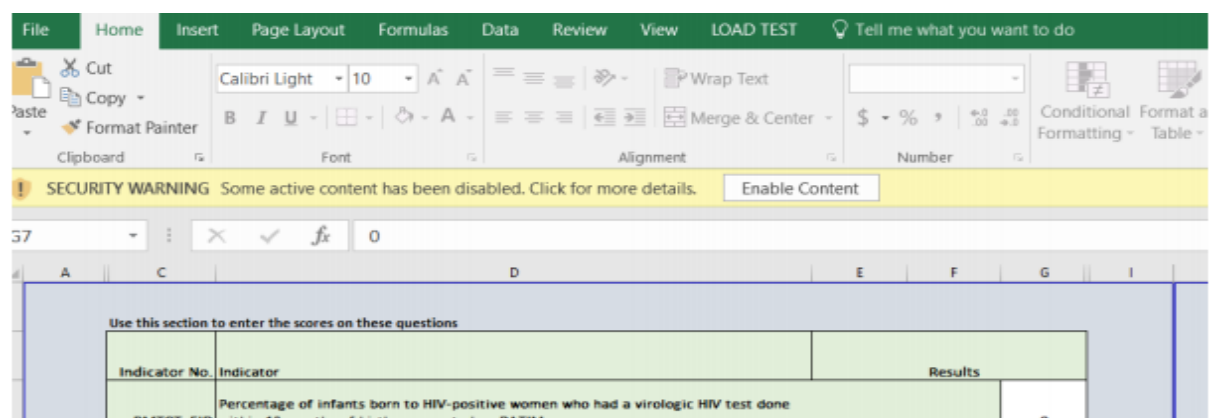 File Home Insert Page Layout Formulas Data Review View LOAD TEST Tell me what you want to do
Cut
Copy
Format Painter
Paste
Clipboard
Calibri Light 10 A A
B I U A
Font
Wrap Text
Merge & Center
Alignment
$ % ,
Number
Conditional Formatting
Format a
Table
SECURITY WARNING Some active content has been disabled. Click for more details. Enable Content
G7 fx 0
A C D E F G I
Use this section to enter the scores on these questions
Indicator No. Indicator Results
Percentage of infants born to HIV-positive women who had a virologic HIV test done